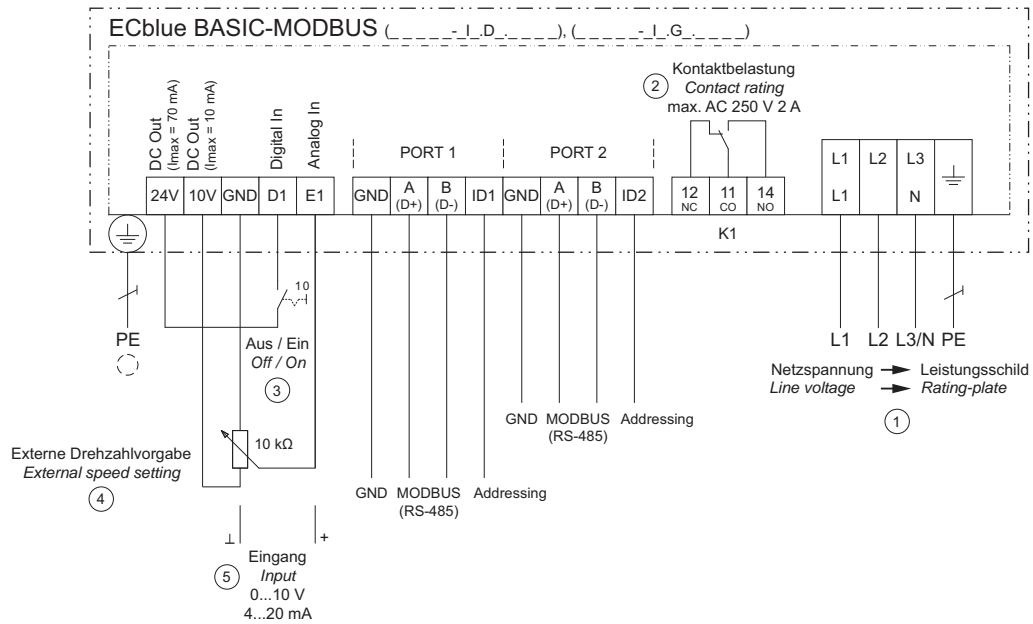 ECblue BASIC-MODBUS (_ _ _ _ _-_I_.D_._ _ _ _), (_ _ _ _ _-_I_.G_._ _ _ _)
DC Out
(Imax = 70 mA)
DC Out
(Imax = 10 mA)
Digital In
Analog In
PORT 1
PORT 2
2
Kontaktbelastung
Contact rating
max. AC 250 V 2 A
24V 10V GND D1 E1
GND A (D+) B (D-) ID1 GND A (D+) B (D-) ID2
12 NC 11 CO 14 NO
K1
L1 L2 L3
L1 N
PE
10
Aus / Ein
Off / On
3
10 kΩ
Externe Drehzahlvorgabe
External speed setting
4
⊥ +
Eingang
Input
5
0...10 V
4...20 mA
GND MODBUS Addressing
(RS-485)
GND MODBUS Addressing
(RS-485)
L1 L2 L3/N PE
Netzspannung Leistungsschild
Line voltage Rating-plate
1